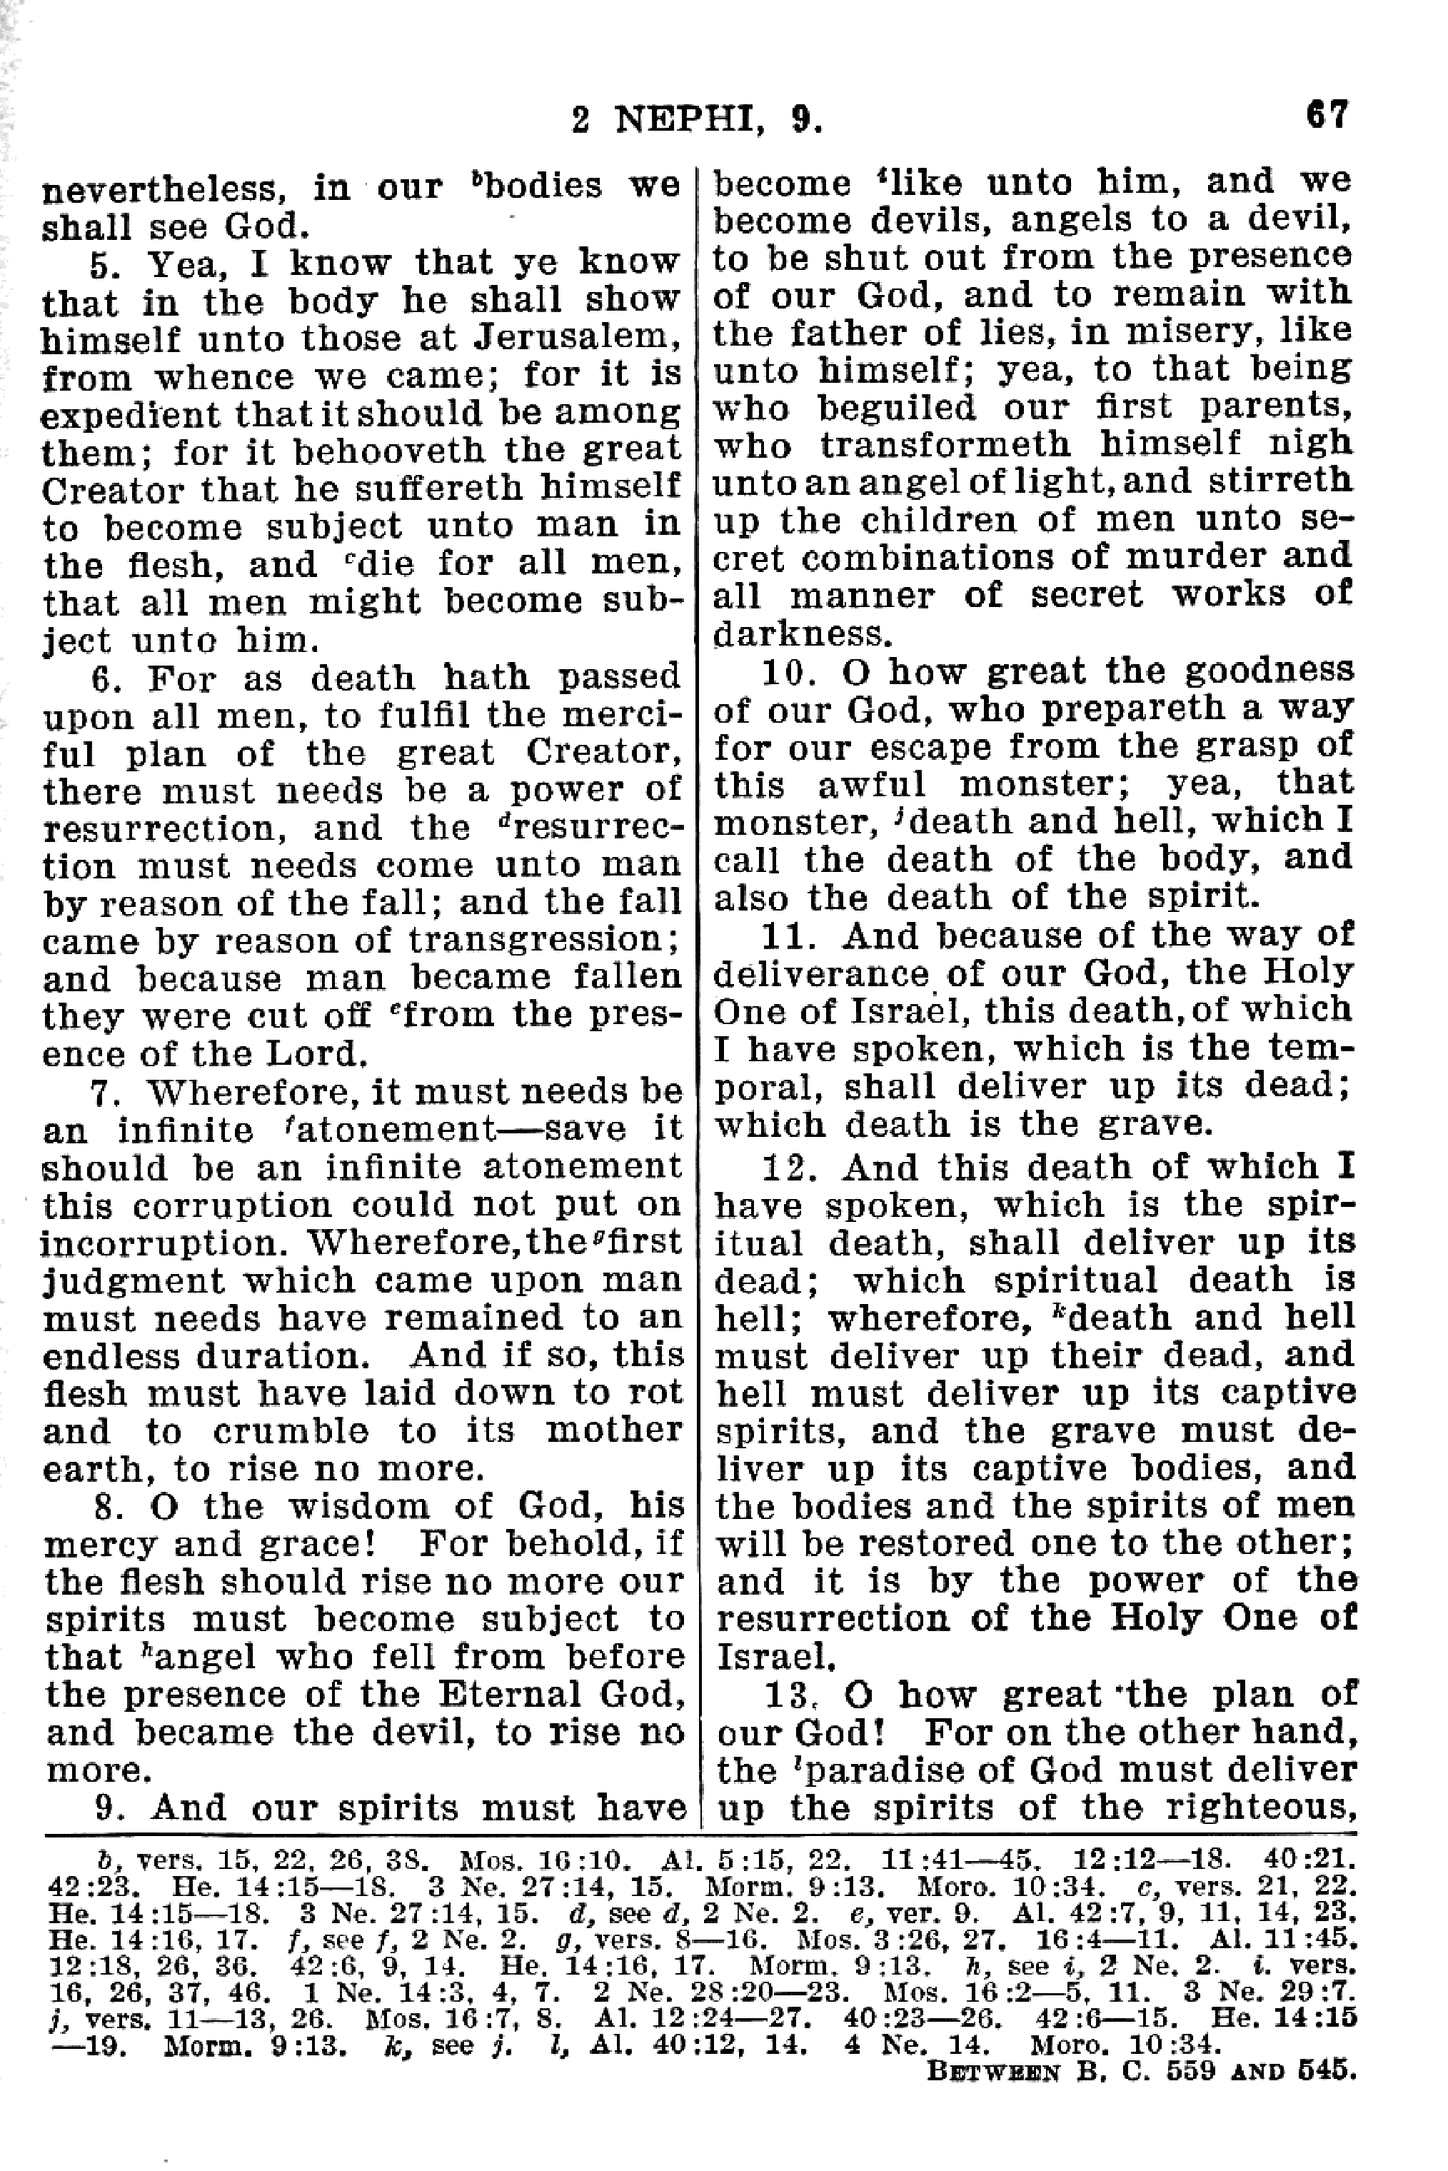 2 NEPHI, 9.
67
nevertheless, in our ᵇbodies we
shall see God.
5. Yea, I know that ye know
that in the body he shall show
himself unto those at Jerusalem,
from whence we came; for it is
expedient that it should be among
them; for it behooveth the great
Creator that he suffereth himself
to become subject unto man in
the flesh, and ᶜdie for all men,
that all men might become sub-
ject unto him.
6. For as death hath passed
upon all men, to fulfil the merci-
ful plan of the great Creator,
there must needs be a power of
resurrection, and the ᵈresurrec-
tion must needs come unto man
by reason of the fall; and the fall
came by reason of transgression;
and because man became fallen
they were cut off ᵉfrom the pres-
ence of the Lord.
7. Wherefore, it must needs be
an infinite ᶠatonement—save it
should be an infinite atonement
this corruption could not put on
incorruption. Wherefore, the ᵍfirst
judgment which came upon man
must needs have remained to an
endless duration. And if so, this
flesh must have laid down to rot
and to crumble to its mother
earth, to rise no more.
8. O the wisdom of God, his
mercy and grace! For behold, if
the flesh should rise no more our
spirits must become subject to
that ʰangel who fell from before
the presence of the Eternal God,
and became the devil, to rise no
more.
9. And our spirits must have
become ⁱlike unto him, and we
become devils, angels to a devil,
to be shut out from the presence
of our God, and to remain with
the father of lies, in misery, like
unto himself; yea, to that being
who beguiled our first parents,
who transformeth himself nigh
unto an angel of light, and stirreth
up the children of men unto se-
cret combinations of murder and
all manner of secret works of
darkness.
10. O how great the goodness
of our God, who prepareth a way
for our escape from the grasp of
this awful monster; yea, that
monster, ʲdeath and hell, which I
call the death of the body, and
also the death of the spirit.
11. And because of the way of
deliverance of our God, the Holy
One of Israel, this death, of which
I have spoken, which is the tem-
poral, shall deliver up its dead;
which death is the grave.
12. And this death of which I
have spoken, which is the spir-
itual death, shall deliver up its
dead; which spiritual death is
hell; wherefore, ᵏdeath and hell
must deliver up their dead, and
hell must deliver up its captive
spirits, and the grave must de-
liver up its captive bodies, and
the bodies and the spirits of men
will be restored one to the other;
and it is by the power of the
resurrection of the Holy One of
Israel.
13. O how great the plan of
our God! For on the other hand,
the ˡparadise of God must deliver
up the spirits of the righteous,
b, vers. 15, 22, 26, 38. Mos. 16:10. Al. 5:15, 22. 11:41—45. 12:12—18. 40:21.
42:23. He. 14:15—18. 3 Ne. 27:14, 15. Morm. 9:13. Moro. 10:34. c, vers. 21, 22.
He. 14:15—18. 3 Ne. 27:14, 15. d, see d, 2 Ne. 2. e, ver. 9. Al. 42:7, 9, 11, 14, 23.
He. 14:16, 17. f, see f, 2 Ne. 2. g, vers. 8—16. Mos. 3:26, 27. 16:4—11. Al. 11:45.
12:18, 26, 36. 42:6, 9, 14. He. 14:16, 17. Morm. 9:13. h, see i, 2 Ne. 2. i. vers.
16, 26, 37, 46. 1 Ne. 14:3, 4, 7. 2 Ne. 28:20—23. Mos. 16:2—5, 11. 3 Ne. 29:7.
j, vers. 11—13, 26. Mos. 16:7, 8. Al. 12:24—27. 40:23—26. 42:6—15. He. 14:15
—19. Morm. 9:13. k, see j. l, Al. 40:12, 14. 4 Ne. 14. Moro. 10:34.
BETWEEN B. C. 559 AND 545.